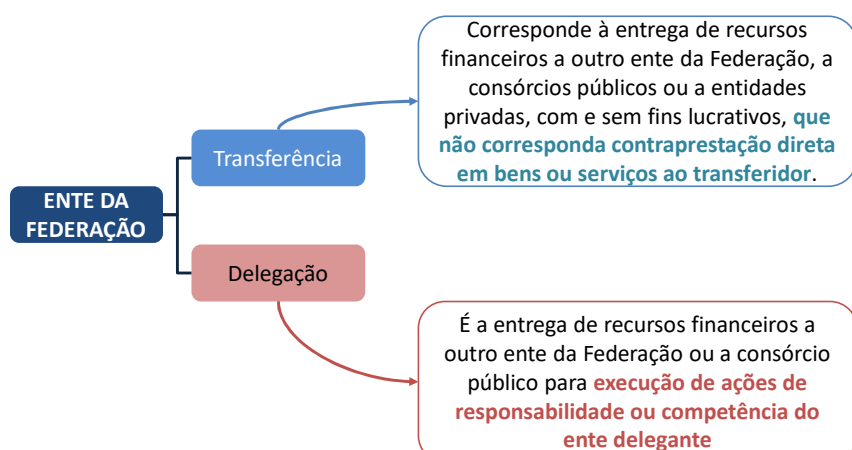 Corresponde à entrega de recursos
financeiros a outro ente da Federação, a
consórcios públicos ou a entidades
privadas, com e sem fins lucrativos, que
não corresponda contraprestação direta
em bens ou serviços ao transferidor.
Transferência
ENTE DA
FEDERAÇÃO
Delegação
É a entrega de recursos financeiros a
outro ente da Federação ou a consórcio
público para execução de ações de
responsabilidade ou competência do
ente delegante